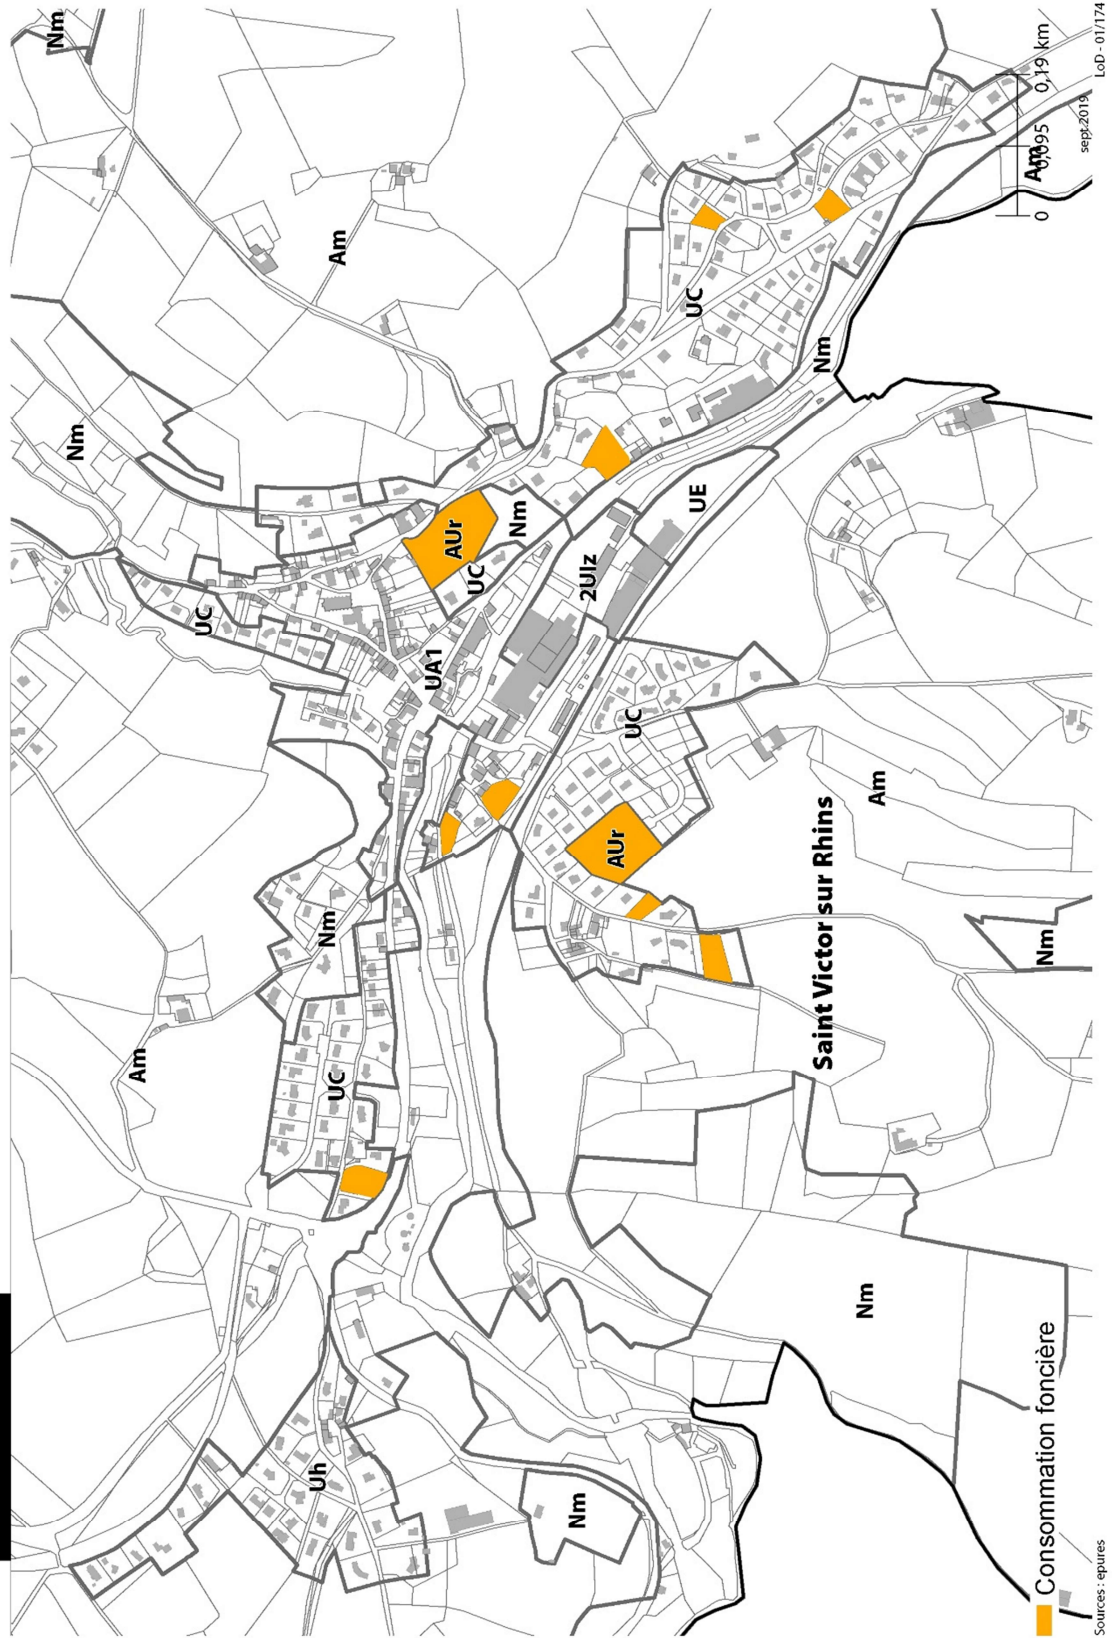 Nm
Am
Nm
UC
AUr
Nm
UC
UA1
2UIz
UE
UC
Nm
Am
0
0,095
0,19 km
sept.2019
LoD - 01/174
UC
AUr
Am
Saint Victor sur Rhins
Nm
Nm
Am
UC
Uh
Nm
Nm
Consommation foncière
Sources : epures